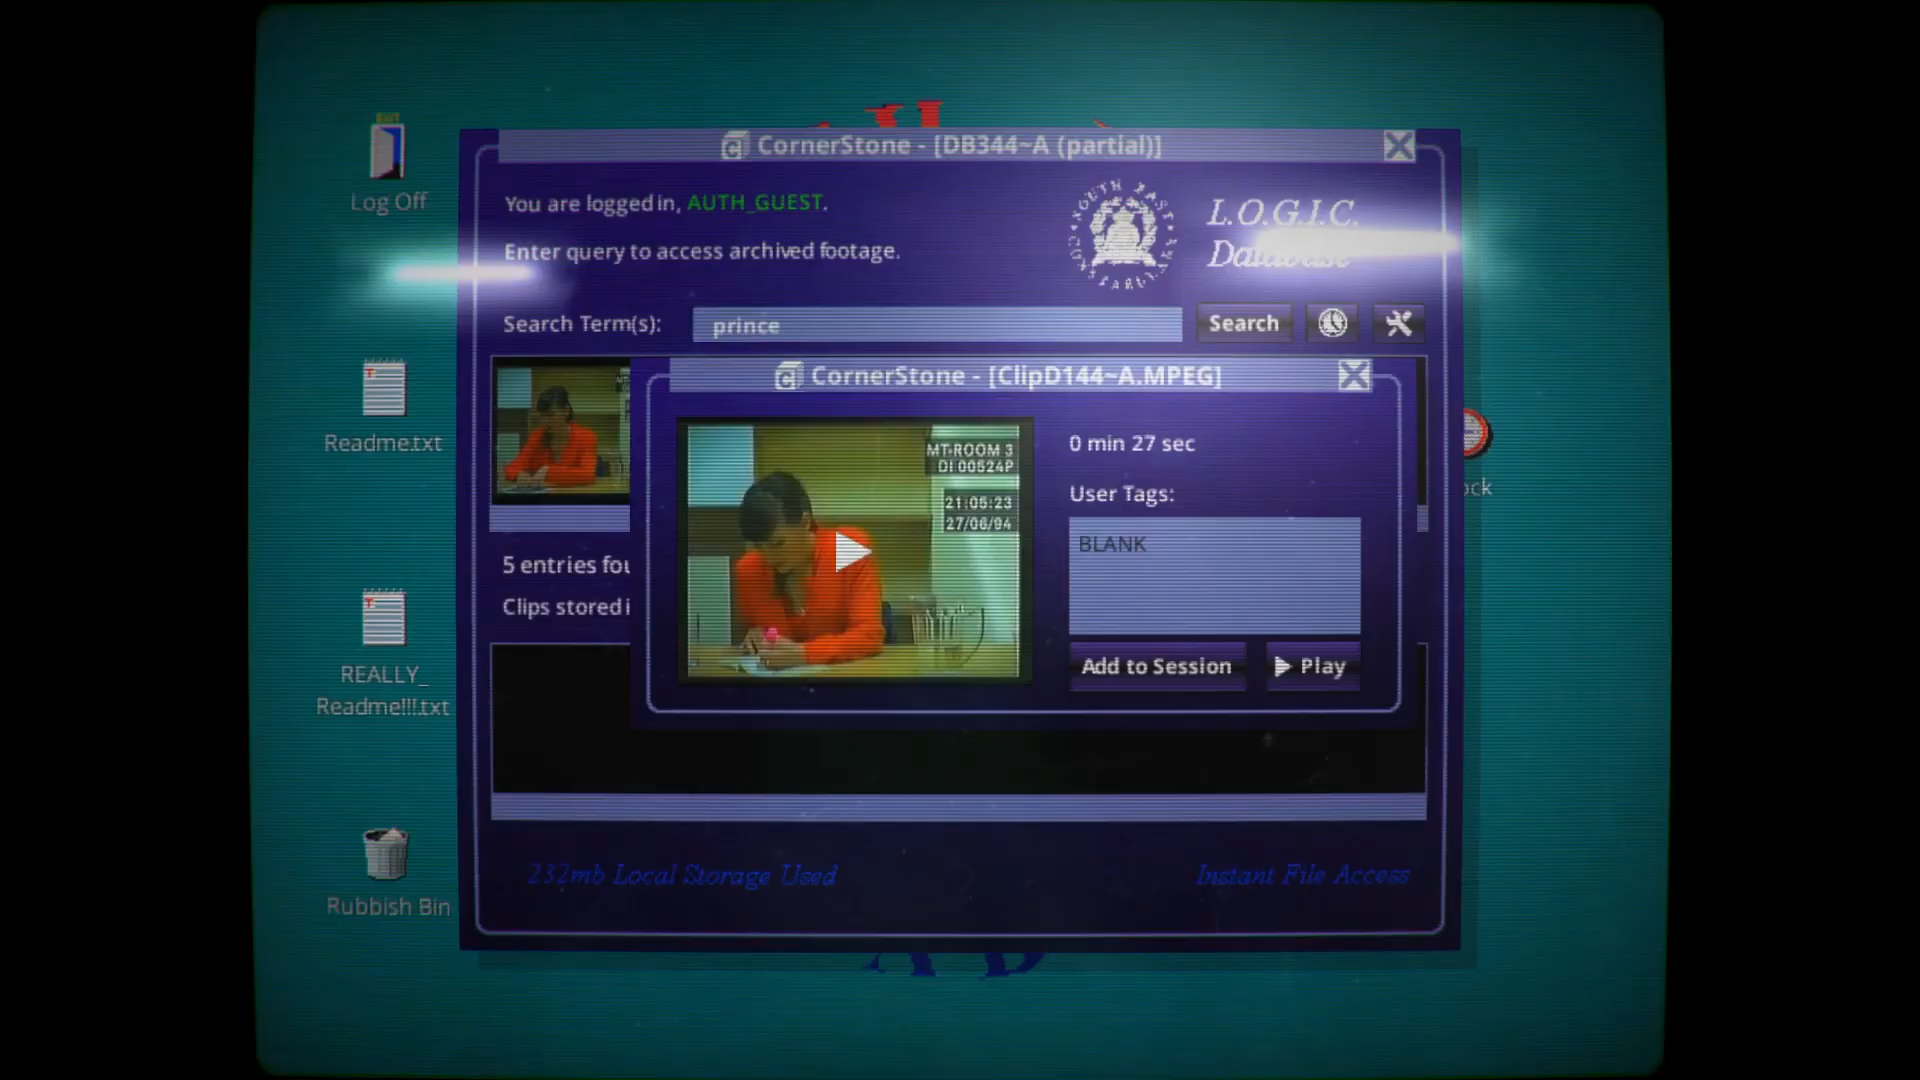 CornerStone - [DB344~A (partial)]
You are logged in, AUTH_GUEST.
Enter query to access archived footage.
L.O.G.I.C.
Database
Search Term(s):
prince
Search
CornerStone - [ClipD144~A.MPEG]
MT-ROOM 3
DI:00524P
21:05:23
27/06/94
0 min 27 sec
User Tags:
BLANK
Add to Session
Play
5 entries fou
Clips stored i
232mb Local Storage Used
Instant File Access
EXIT
Log Off
Readme.txt
REALLY_
Readme!!!.txt
Rubbish Bin
ock